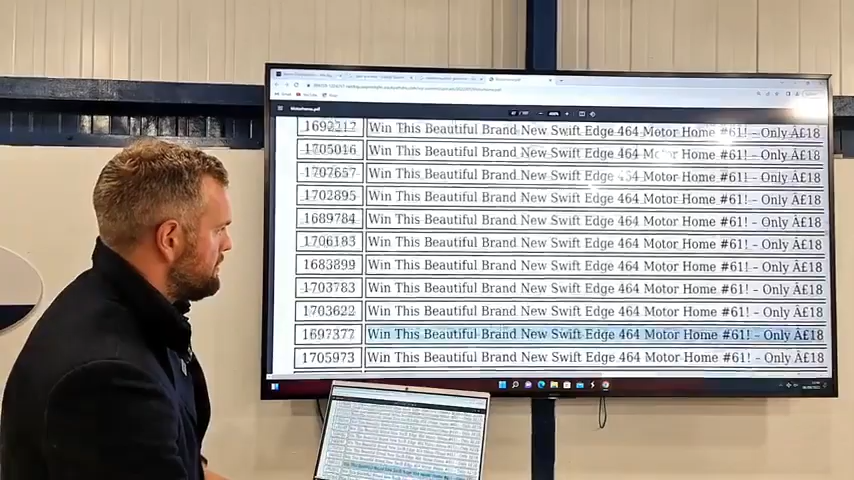 Motorhomes.pdf
1692212 Win This Beautiful Brand New Swift Edge 464 Motor Home #61! - Only Â£18
1705016 Win This Beautiful Brand New Swift Edge 464 Motor Home #61! - Only Â£18
1707657 Win This Beautiful Brand New Swift Edge 464 Motor Home #61! - Only Â£18
1702895 Win This Beautiful Brand New Swift Edge 464 Motor Home #61! - Only Â£18
1689784 Win This Beautiful Brand New Swift Edge 464 Motor Home #61! - Only Â£18
1706183 Win This Beautiful Brand New Swift Edge 464 Motor Home #61! - Only Â£18
1683899 Win This Beautiful Brand New Swift Edge 464 Motor Home #61! - Only Â£18
1703783 Win This Beautiful Brand New Swift Edge 464 Motor Home #61! - Only Â£18
1703622 Win This Beautiful Brand New Swift Edge 464 Motor Home #61! - Only Â£18
1697377 Win This Beautiful Brand New Swift Edge 464 Motor Home #61! - Only Â£18
1705973 Win This Beautiful Brand New Swift Edge 464 Motor Home #61! - Only Â£18